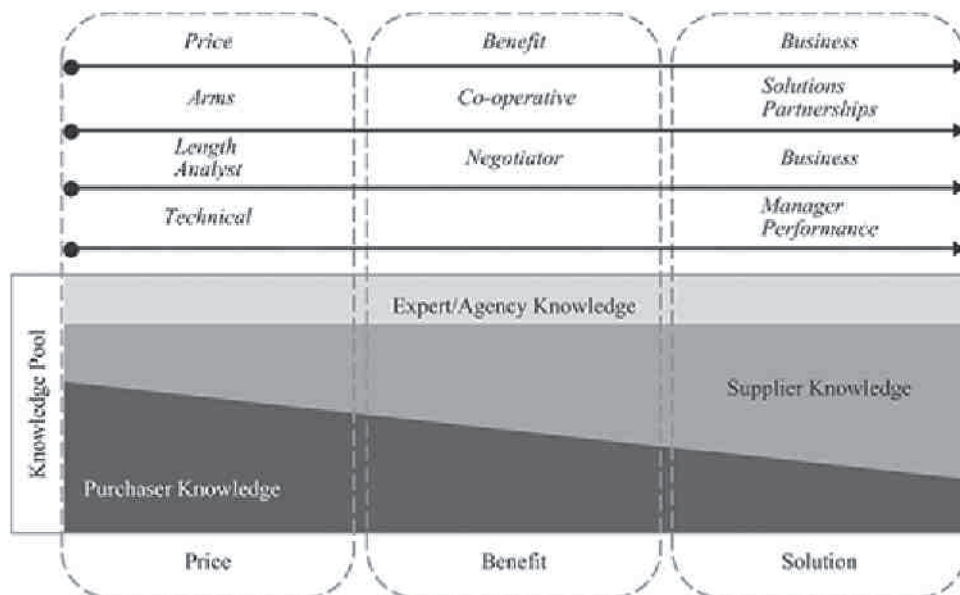 Price Benefit Business
Arms Co-operative Solutions
Partnerships
Length
Analyst Negotiator Business
Technical Manager
Performance
Expert/Agency Knowledge
Knowledge Pool
Supplier Knowledge
Purchaser Knowledge
Price Benefit Solution